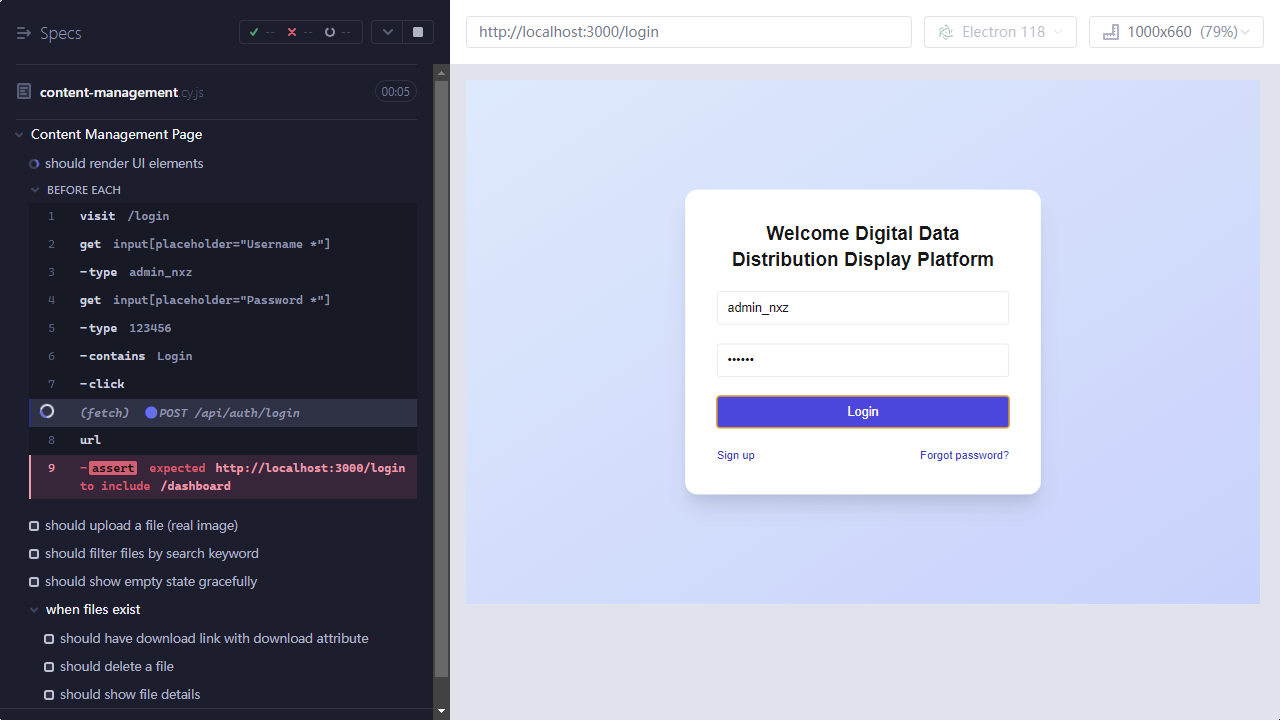 Specs
-- -- --
content-management.cy.js
00:05
Content Management Page
should render UI elements
BEFORE EACH
1 visit /login
2 get input[placeholder="Username *"]
3 -type admin_nxz
4 get input[placeholder="Password *"]
5 -type 123456
6 -contains Login
7 -click
(fetch) POST /api/auth/login
8 url
9 -assert expected http://localhost:3000/login
to include /dashboard
should upload a file (real image)
should filter files by search keyword
should show empty state gracefully
when files exist
should have download link with download attribute
should delete a file
should show file details
http://localhost:3000/login
Electron 118
1000x660 (79%)
Welcome Digital Data
Distribution Display Platform
admin_nxz
••••••
Login
Sign up
Forgot password?